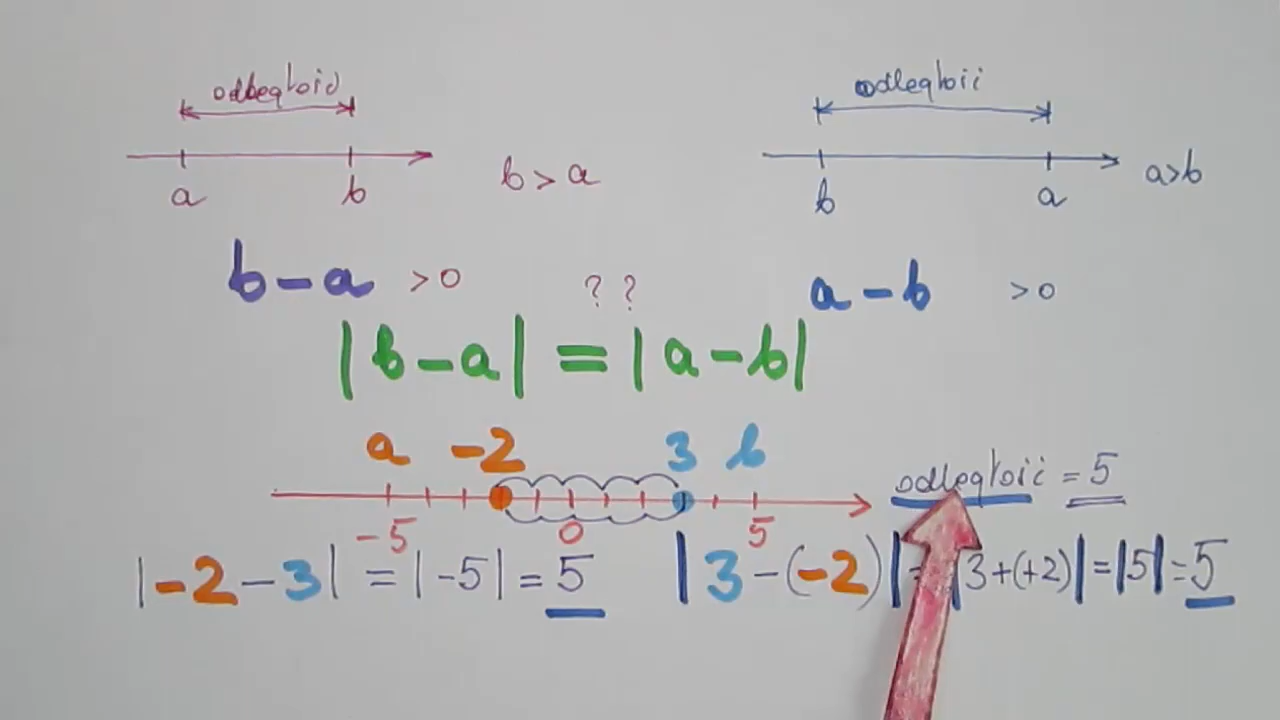 odległość odległość
a b b > a b a a>b
b – a > 0 ? ? a – b > 0
|b – a| = |a – b|
a -2 3 b odległość = 5
-5 0 5
|-2 – 3| = |-5| = 5 |3 – (-2)| = |3+(+2)| = |5| = 5